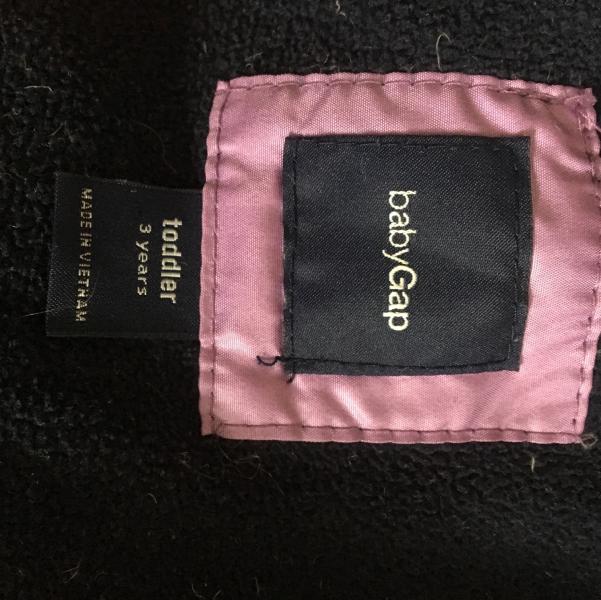 babyGap
toddler
3 years
MADE IN VIETNAM